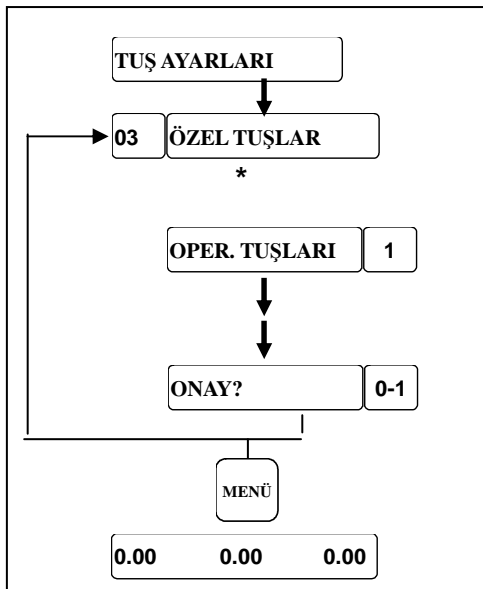 TUŞ AYARLARI
03 ÖZEL TUŞLAR
*
OPER. TUŞLARI 1
ONAY? 0-1
MENÜ
0.00 0.00 0.00